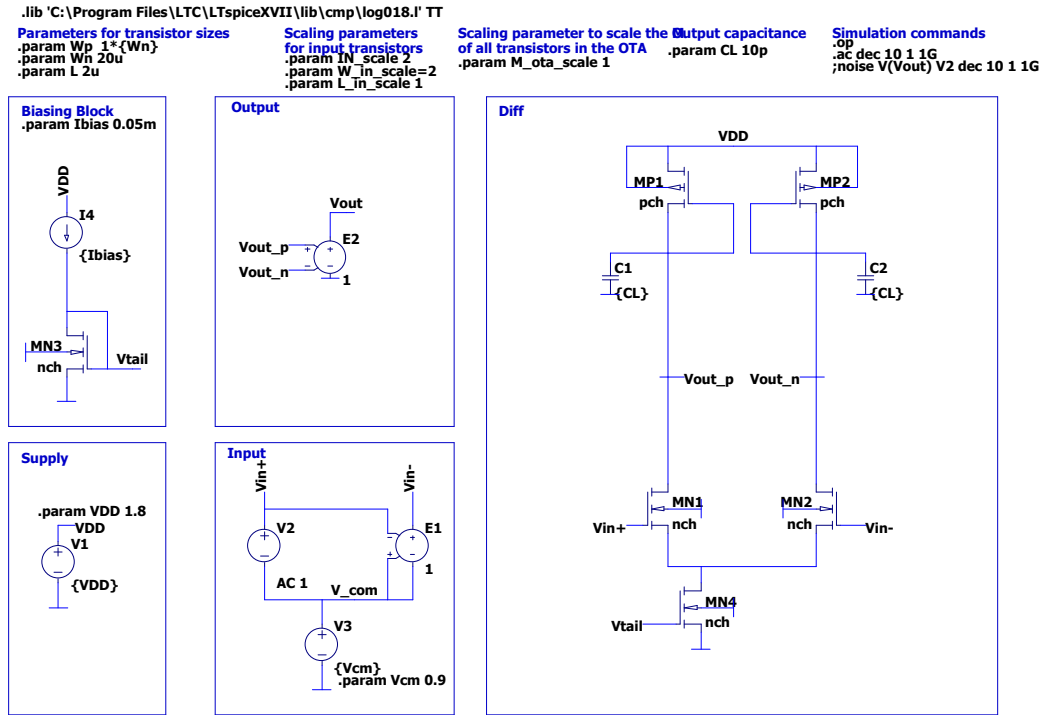 .lib 'C:\Program Files\LTC\LTspiceXVII\lib\cmp\log018.l' TT
Parameters for transistor sizes
.param Wp 1*{Wn}
.param Wn 20u
.param L 2u
Scaling parameters
for input transistors
.param IN_scale 2
.param W_in_scale=2
.param L_in_scale 1
Scaling parameter to scale the M
of all transistors in the OTA
.param M_ota_scale 1
Output capacitance
.param CL 10p
Simulation commands
.op
.ac dec 10 1 1G
;noise V(Vout) V2 dec 10 1 1G
Biasing Block
.param Ibias 0.05m
VDD
I4
{Ibias}
MN3
nch
Vtail
Output
Vout
Vout_p
E2
Vout_n
1
Diff
VDD
MP1
MP2
pch
pch
C1
{CL}
C2
{CL}
Vout_p
Vout_n
MN1
MN2
Vin+
nch
nch
Vin-
MN4
Vtail
nch
Supply
.param VDD 1.8
VDD
V1
{VDD}
Input
Vin+
Vin-
V2
E1
AC 1
V_com
1
V3
{Vcm}
.param Vcm 0.9